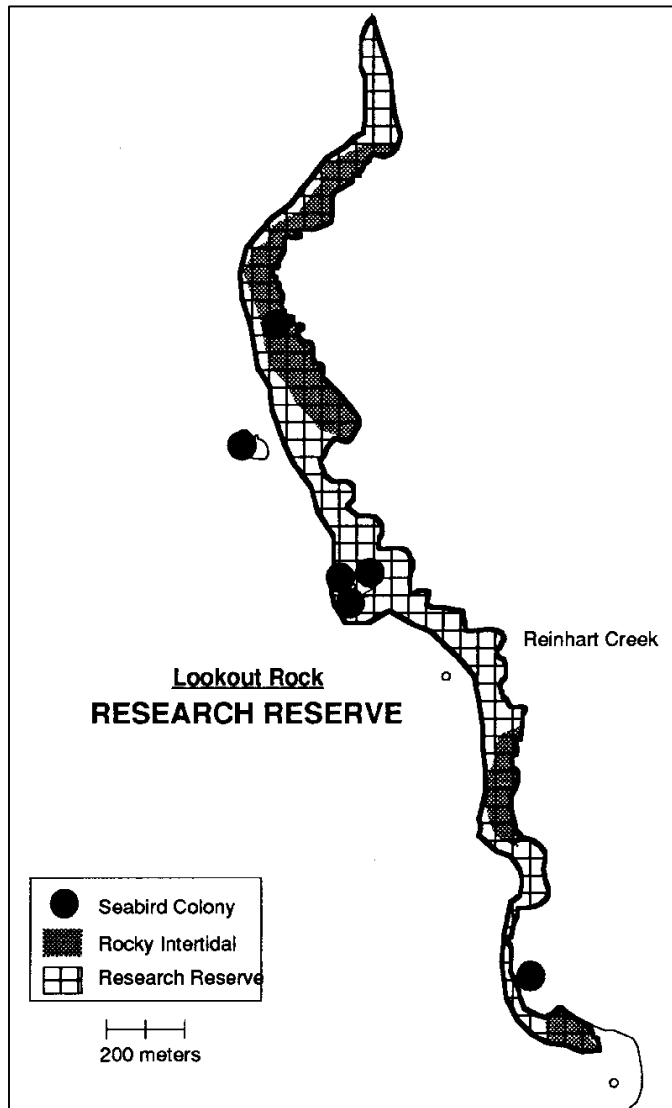 Reinhart Creek
Lookout Rock
RESEARCH RESERVE
Seabird Colony
Rocky Intertidal
Research Reserve
200 meters